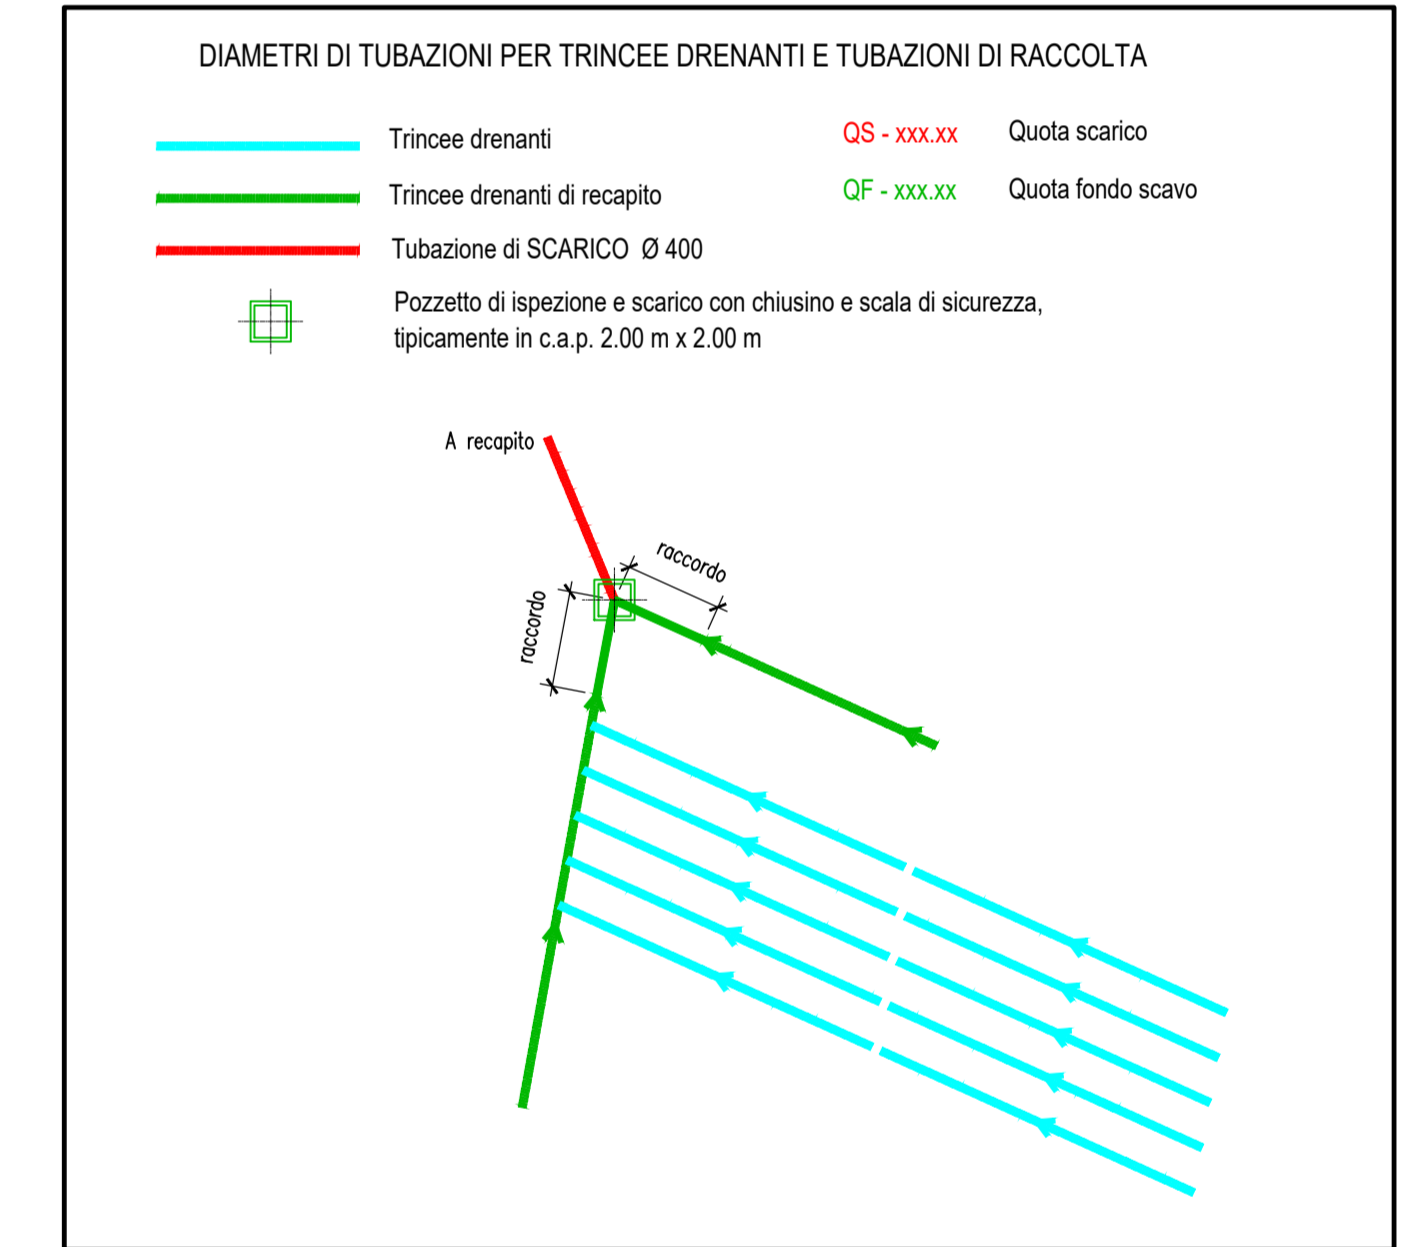 DIAMETRI DI TUBAZIONI PER TRINCEE DRENANTI E TUBAZIONI DI RACCOLTA
Trincee drenanti
QS - xxx.xx Quota scarico
Trincee drenanti di recapito
QF - xxx.xx Quota fondo scavo
Tubazione di SCARICO Ø 400
Pozzetto di ispezione e scarico con chiusino e scala di sicurezza,
tipicamente in c.a.p. 2.00 m x 2.00 m
A recapito
raccordo
raccordo